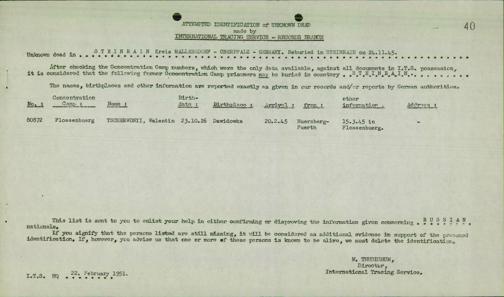 40
ATTEMPTED IDENTIFICATION of UNKNOWN DEAD
made by
INTERNATIONAL TRACING SERVICE - RECORDS BRANCH
Unknown dead in . STEINRAIN Kreis MALLERSDORF - OBERPFALZ - GERMANY. Reburied in STEINRAIN on 24.11.45.
After checking the Concentration Camp numbers, which were the only data available, against all documents in I.T.S. possession,
it is considered that the following former Concentration Camp prisoners may be buried in cemetery . STEINRAIN. . . . . . . .
The names, birthplaces and other information are reported exactly as given in our records and/or reports by German authorities.
No. : Concentration Camp : Name : Birth- date : Birthplace : Arrival : from : other information : Address :
80872 Flossenburg Valentin 23.10.26 Dawidowka 20.2.45 Nuernberg- Fuerth 15.3.45 to Flossenbuerg. -
This list is sent to you to enlist your help in either confirming or disproving the information given concerning . RUSSIAN.
nationals.
If you signify that the persons listed are still missing, it will be considered as additional evidence in support of the presumed
identification. If, however, you advise us that one or more of these persons is known to be alive, we must delete the identification.
Director,
International Tracing Service.
I.T.S. HQ . 22. February 1951.